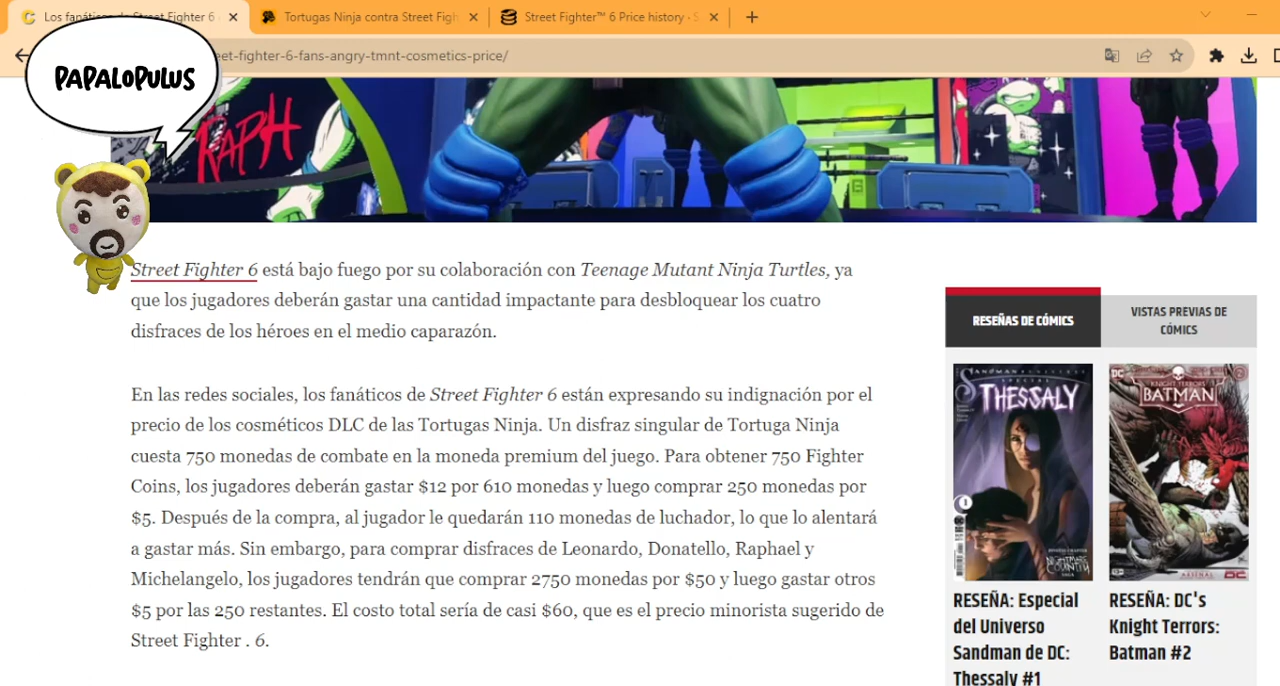 Los fanáticos de Street Fighter 6
Tortugas Ninja contra Street Figh
Street Fighter™ 6 Price history · S
eet-fighter-6-fans-angry-tmnt-cosmetics-price/
PAPALOPULUS
RAPH
Street Fighter 6 está bajo fuego por su colaboración con Teenage Mutant Ninja Turtles, ya
que los jugadores deberán gastar una cantidad impactante para desbloquear los cuatro
disfraces de los héroes en el medio caparazón.
En las redes sociales, los fanáticos de Street Fighter 6 están expresando su indignación por el
precio de los cosméticos DLC de las Tortugas Ninja. Un disfraz singular de Tortuga Ninja
cuesta 750 monedas de combate en la moneda premium del juego. Para obtener 750 Fighter
Coins, los jugadores deberán gastar $12 por 610 monedas y luego comprar 250 monedas por
$5. Después de la compra, al jugador le quedarán 110 monedas de luchador, lo que lo alentará
a gastar más. Sin embargo, para comprar disfraces de Leonardo, Donatello, Raphael y
Michelangelo, los jugadores tendrán que comprar 2750 monedas por $50 y luego gastar otros
$5 por las 250 restantes. El costo total sería de casi $60, que es el precio minorista sugerido de
Street Fighter . 6.
RESEÑAS DE CÓMICS
VISTAS PREVIAS DE
CÓMICS
THESSALY
NIGHTMARE
COUNTRY
DC
KNIGHT TERRORS
BATMAN
DC
RESEÑA: Especial
del Universo
Sandman de DC:
Thessaly #1
RESEÑA: DC's
Knight Terrors:
Batman #2